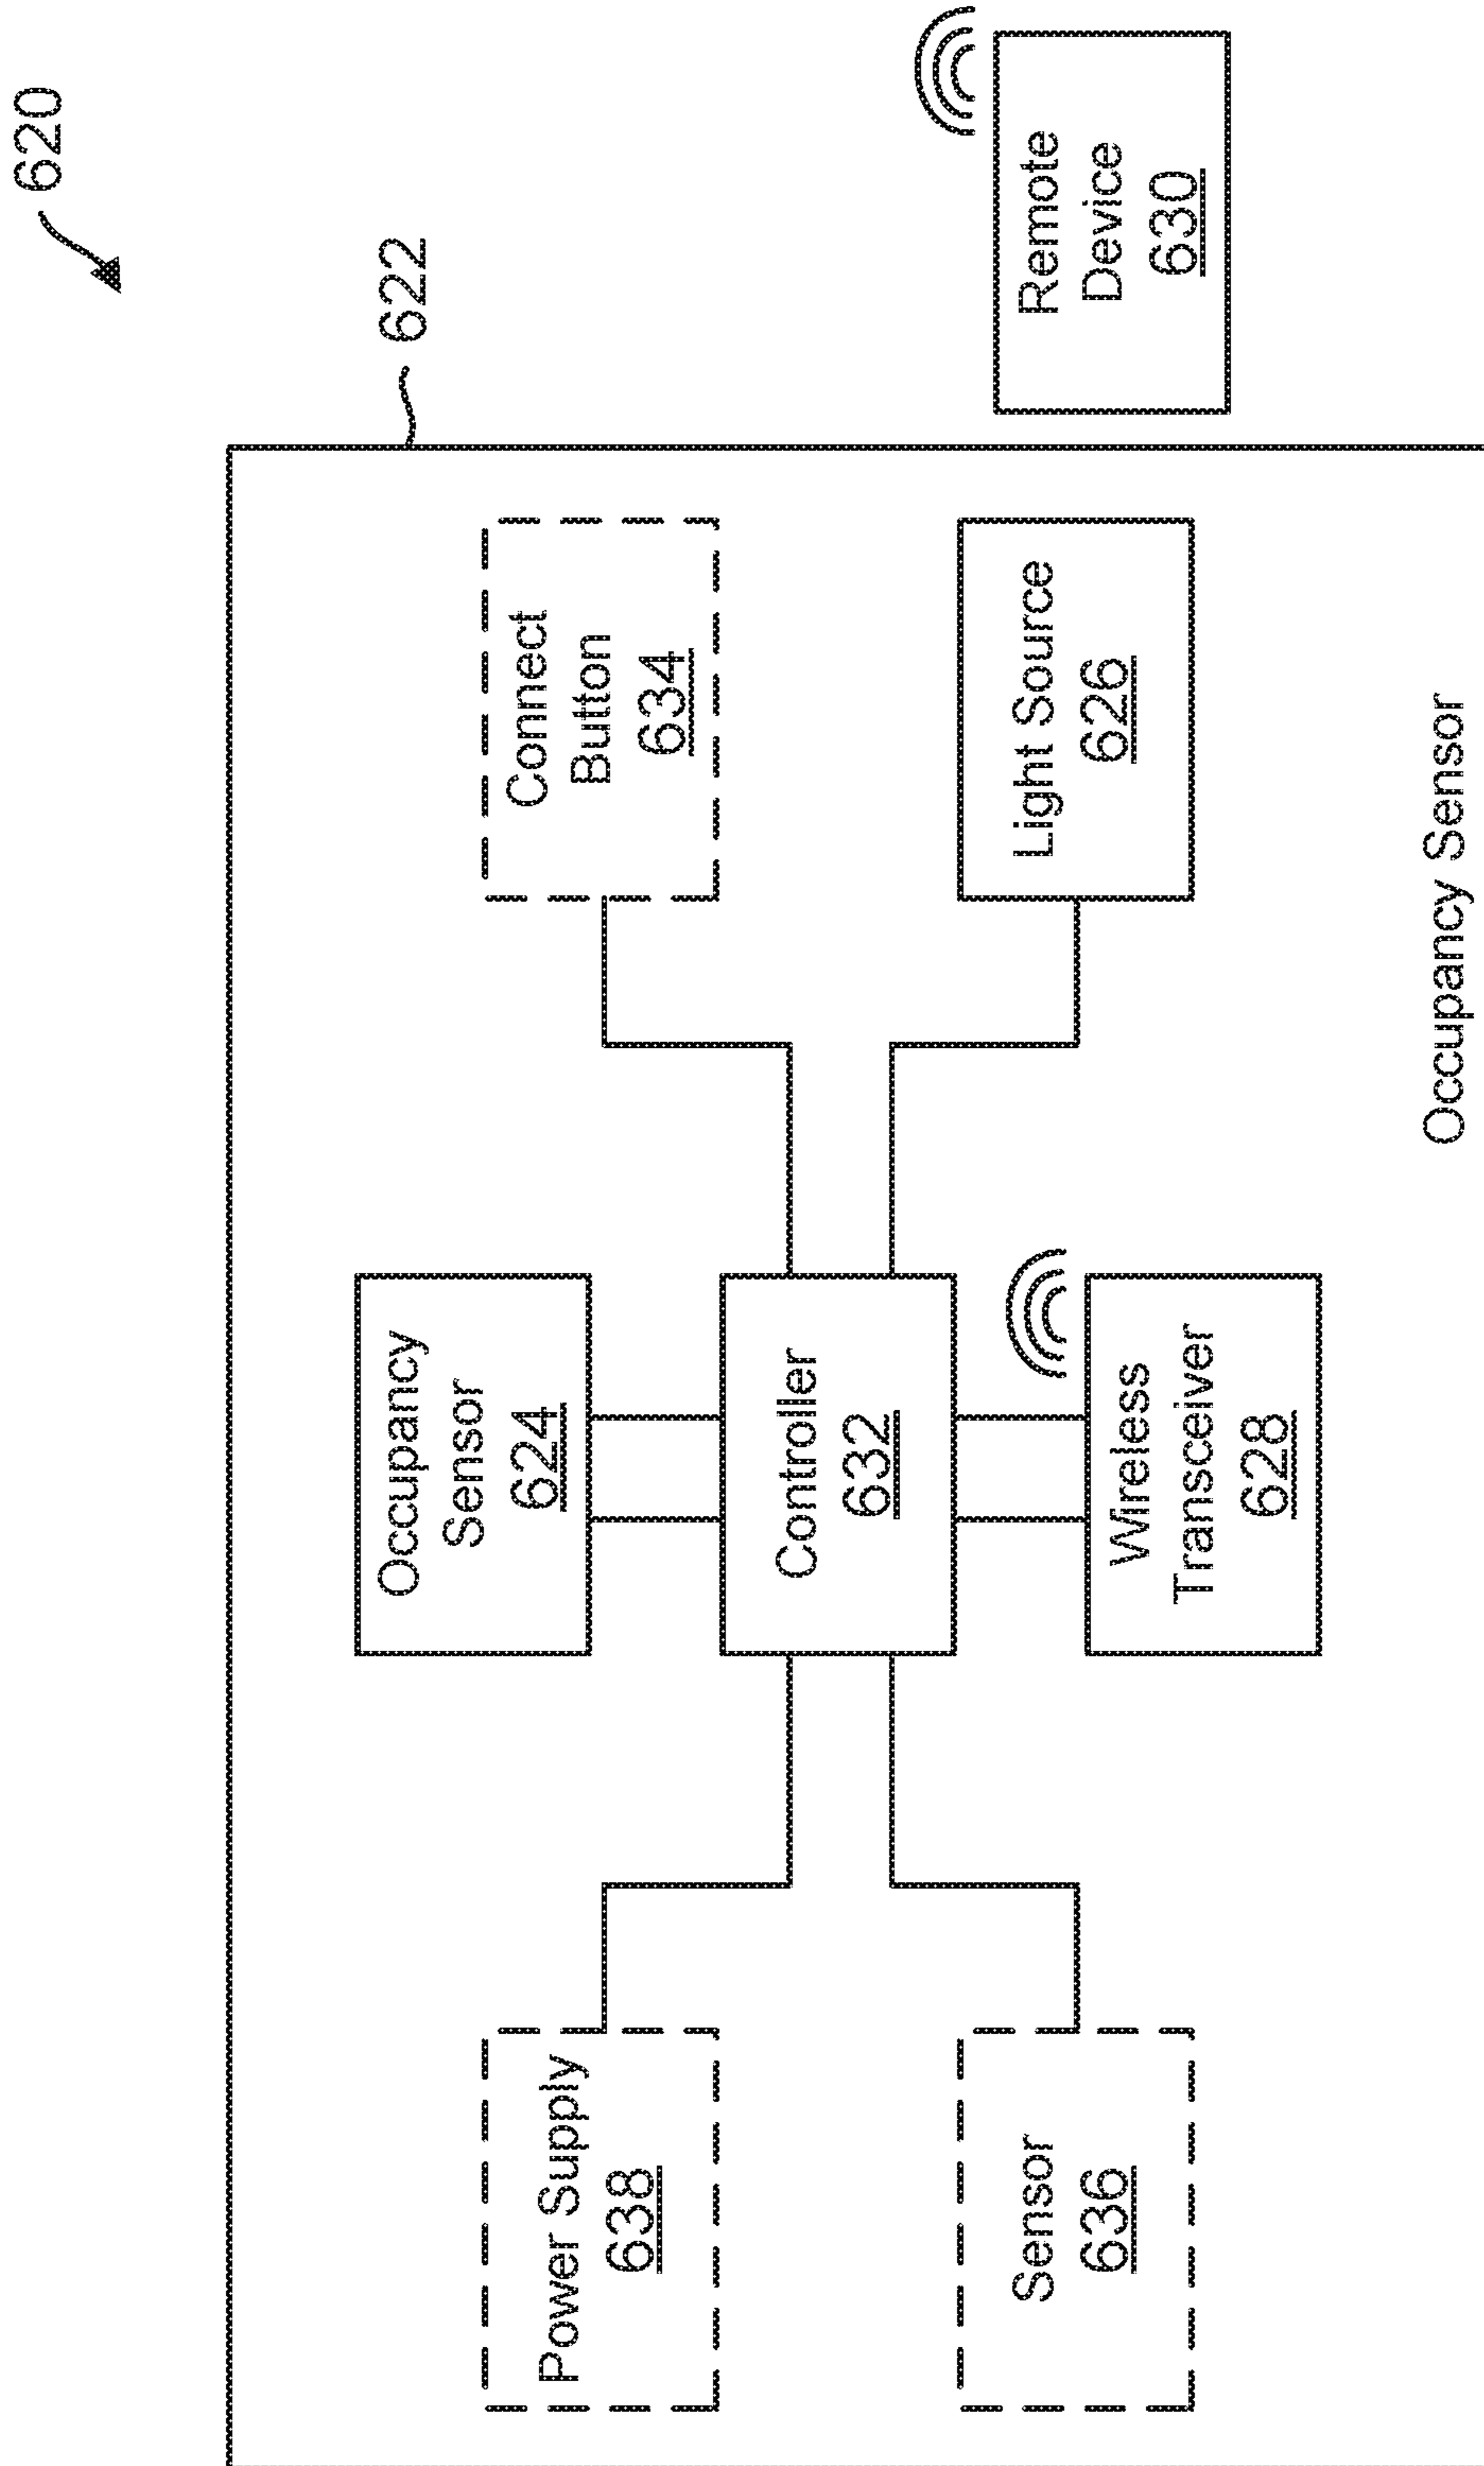 620
622
Power Supply
638
Occupancy
Sensor
624
Connect
Button
634
Controller
632
Sensor
636
Wireless
Transceiver
628
Light Source
626
Remote
Device
630
Occupancy Sensor